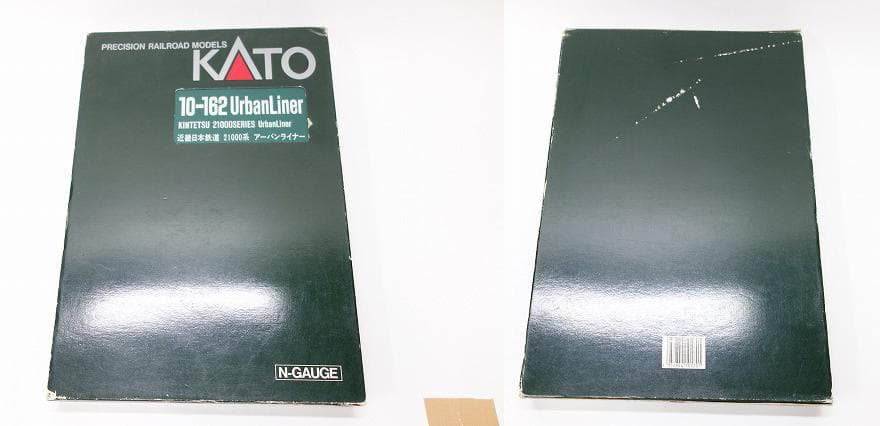 PRECISION RAILROAD MODELS
KATO
10-162 UrbanLiner
KINTETSU 21000SERIES UrbanLiner
近畿日本鉄道 21000系 アーバンライナー
N-GAUGE